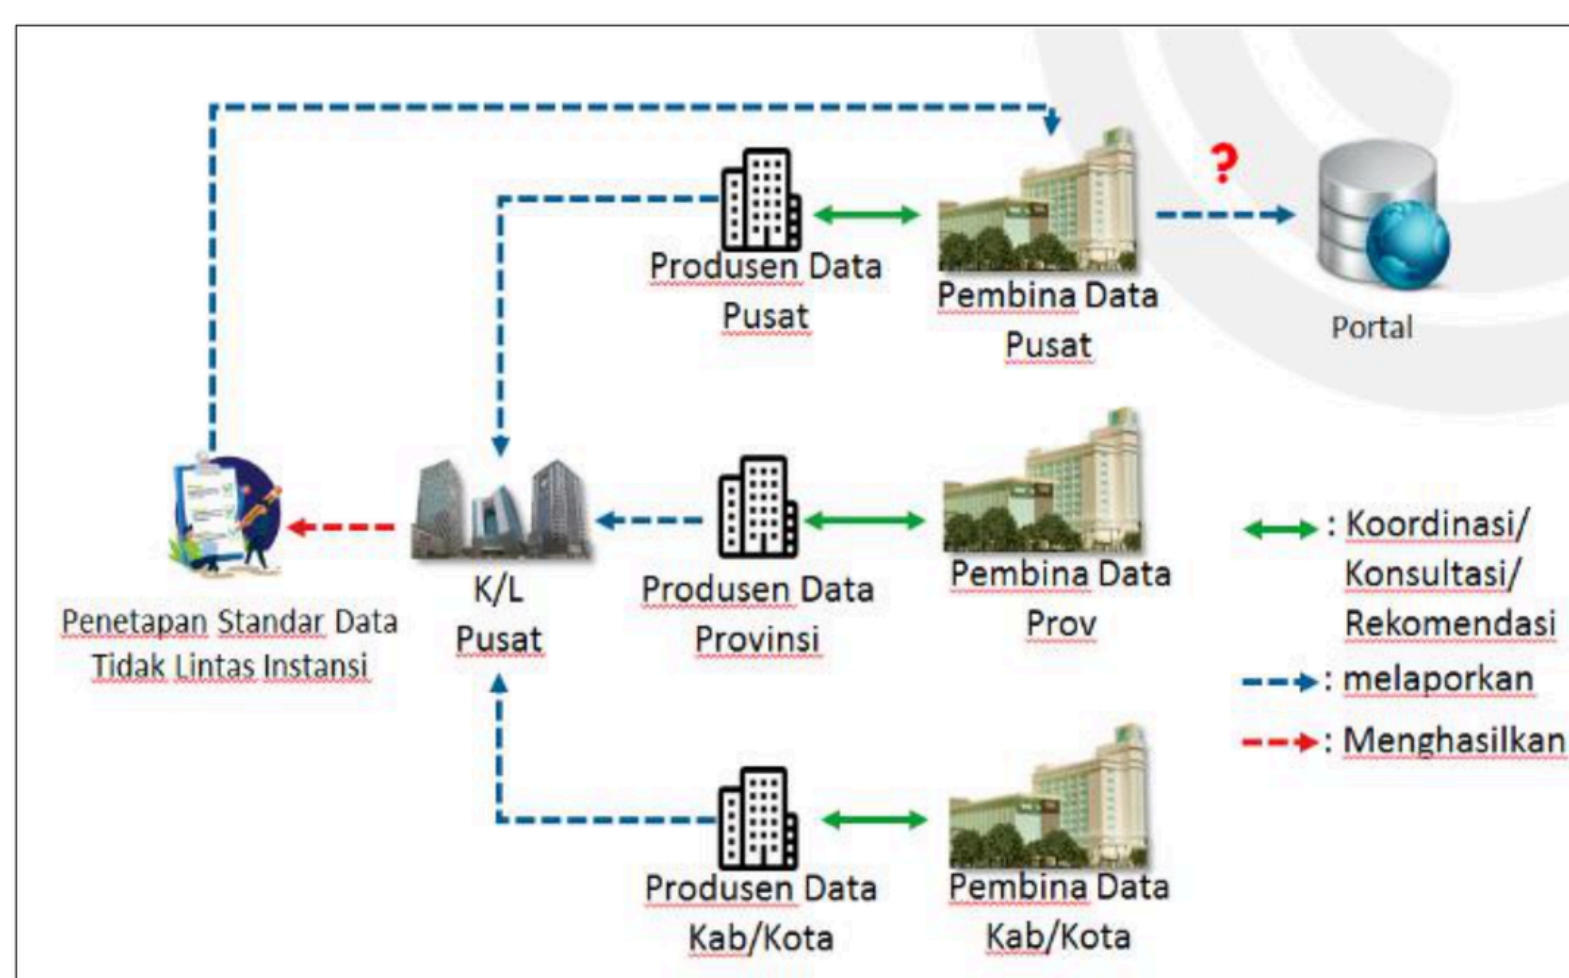 ?
Produsen Data
Pusat
Pembina Data
Pusat
Portal
Penetapan Standar Data
Tidak Lintas Instansi
K/L
Pusat
Produsen Data
Provinsi
Pembina Data
Prov
: Koordinasi/
Konsultasi/
Rekomendasi
: melaporkan
: Menghasilkan
Produsen Data
Kab/Kota
Pembina Data
Kab/Kota